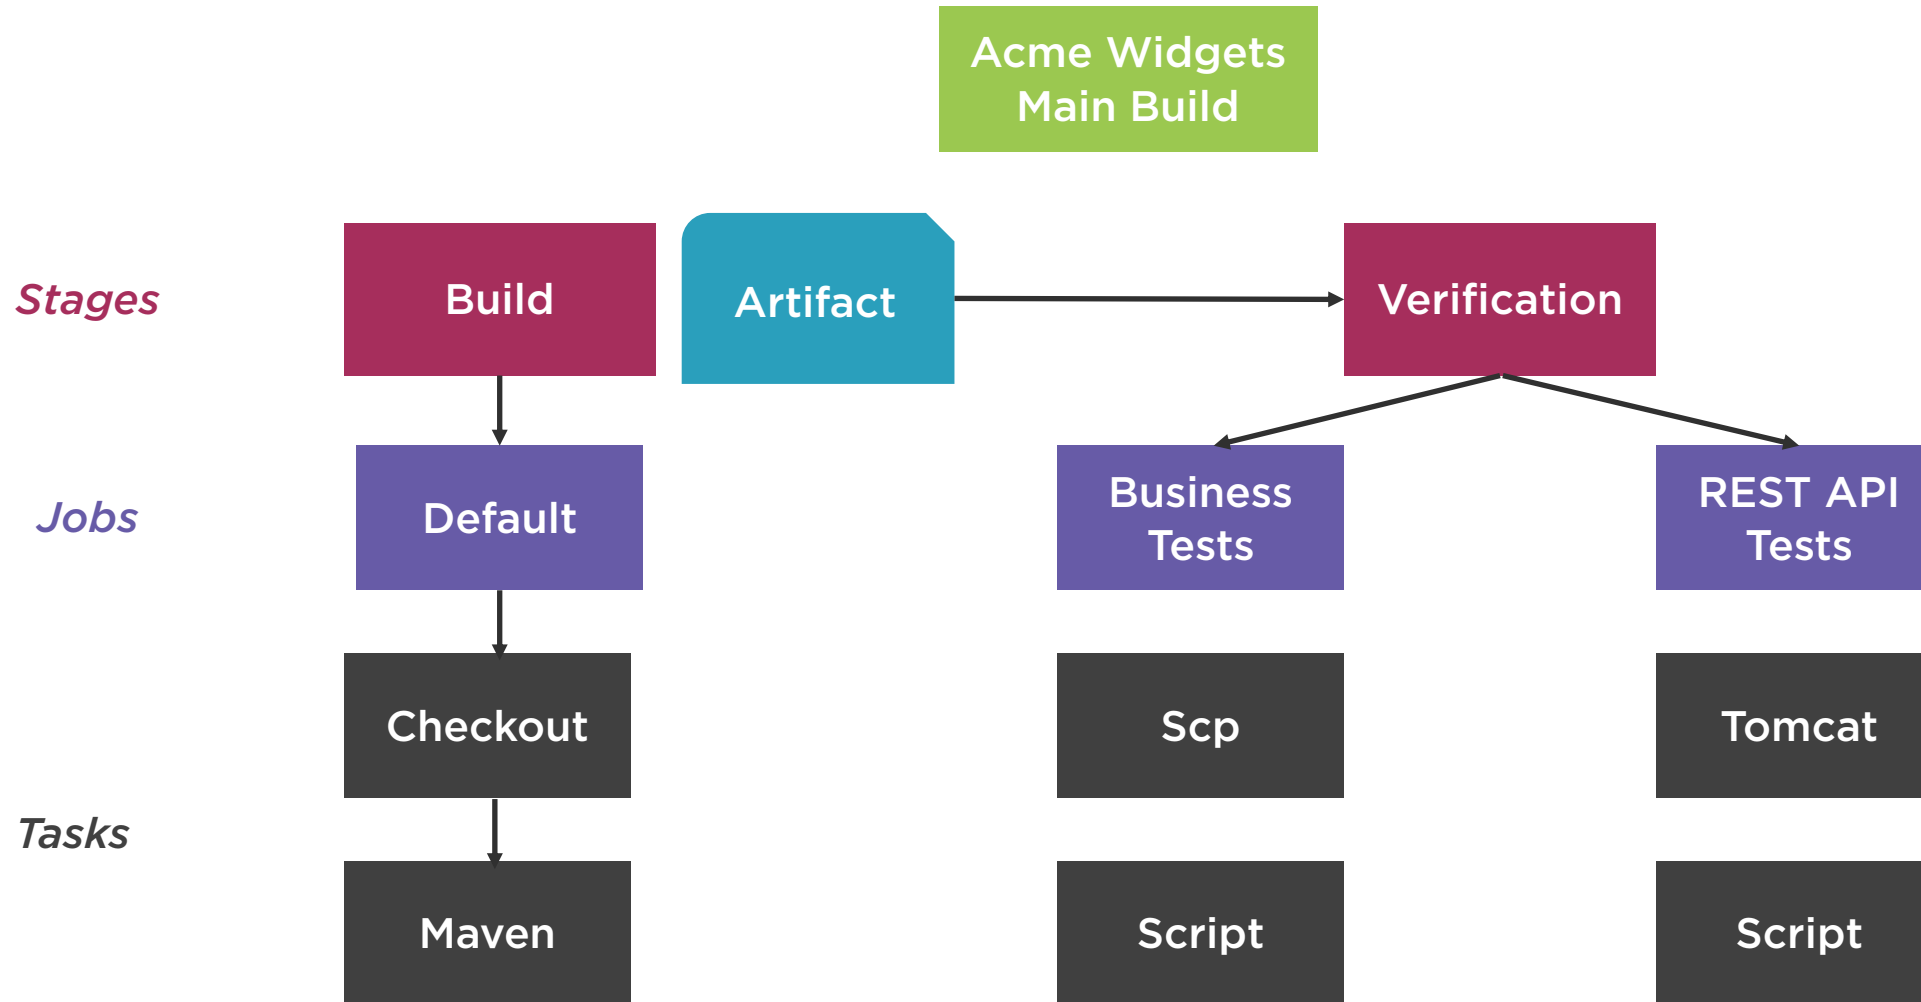 Acme Widgets
Main Build
Stages
Build
Artifact
Verification
Jobs
Default
Business
Tests
REST API
Tests
Checkout
Scp
Tomcat
Tasks
Maven
Script
Script